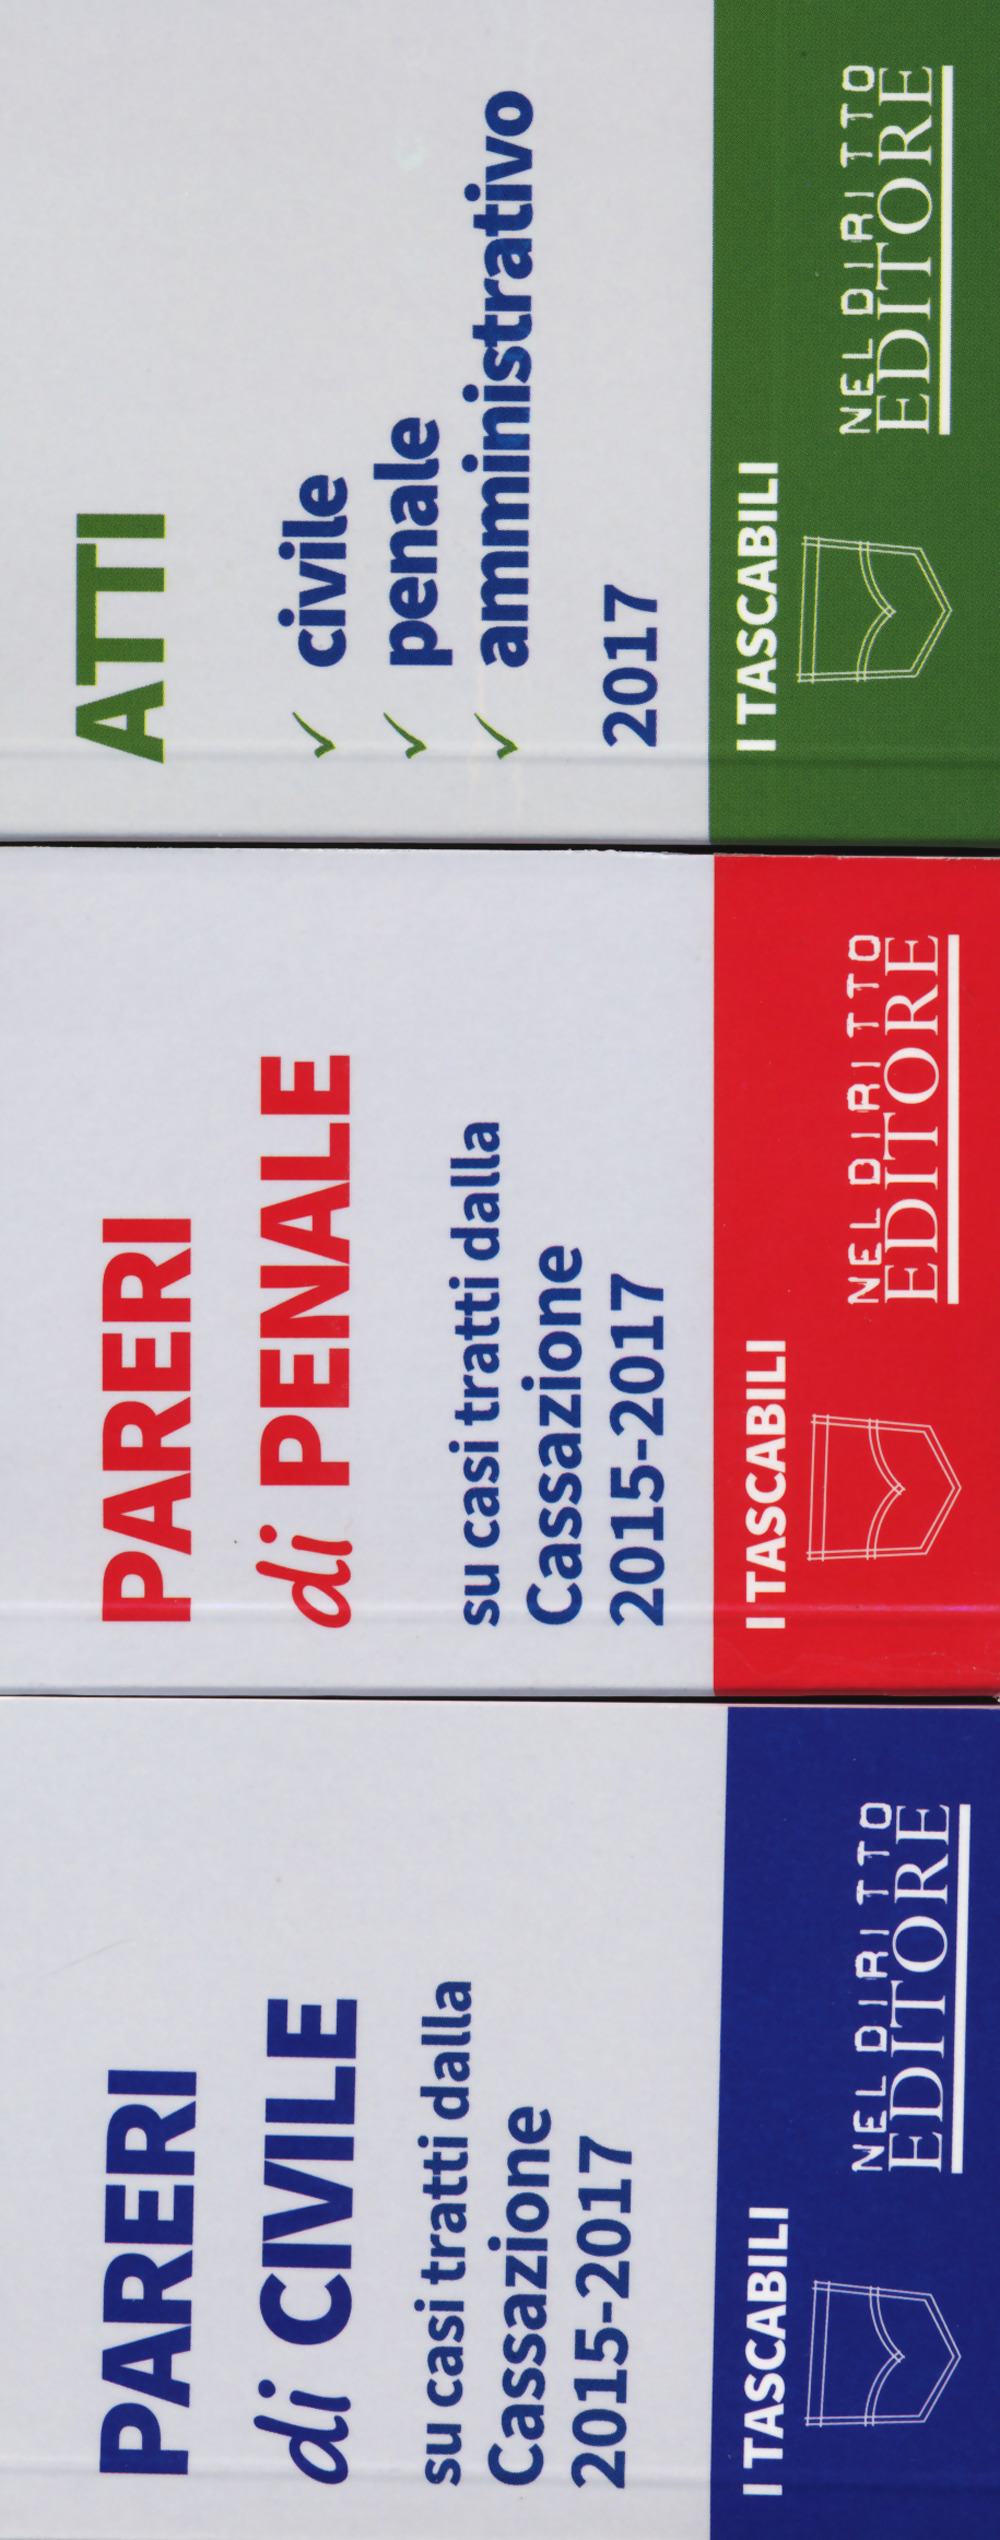 PARERI
di CIVILE
su casi tratti dalla
Cassazione
2015-2017
I TASCABILI
NEL DIRITTO
EDITORE
PARERI
di PENALE
su casi tratti dalla
Cassazione
2015-2017
I TASCABILI
NEL DIRITTO
EDITORE
ATTI
civile
penale
amministrativo
2017
I TASCABILI
NEL DIRITTO
EDITORE